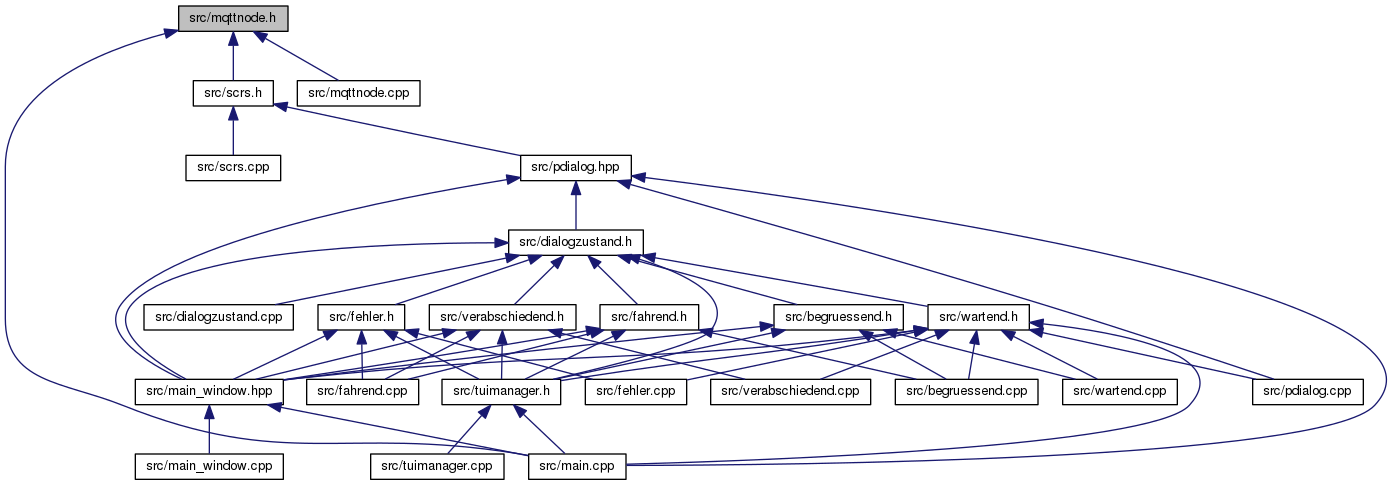 src/mqttnode.h
src/scrs.h
src/mqttnode.cpp
src/scrs.cpp
src/pdialog.hpp
src/dialogzustand.h
src/dialogzustand.cpp
src/fehler.h
src/verabschiedend.h
src/fahrend.h
src/begruessend.h
src/wartend.h
src/main_window.hpp
src/fahrend.cpp
src/tuimanager.h
src/fehler.cpp
src/verabschiedend.cpp
src/begruessend.cpp
src/wartend.cpp
src/pdialog.cpp
src/main_window.cpp
src/tuimanager.cpp
src/main.cpp